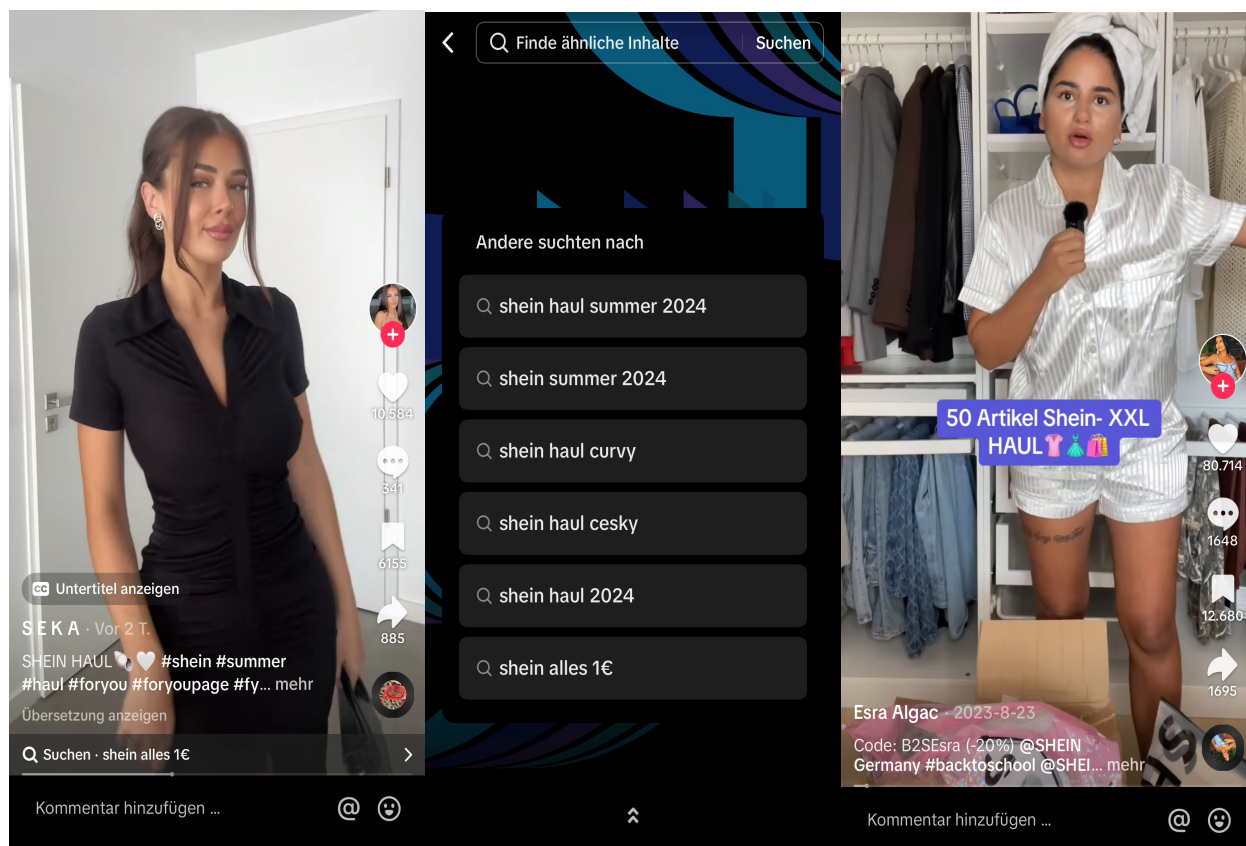 10.584
341
6155
885
CC Untertitel anzeigen
S E K A · Vor 2 T.
SHEIN HAUL🐚🤍 #shein #summer
#haul #foryou #foryoupage #fy... mehr
Übersetzung anzeigen
Suchen · shein alles 1€
Kommentar hinzufügen ...
Finde ähnliche Inhalte
Suchen
Andere suchten nach
shein haul summer 2024
shein summer 2024
shein haul curvy
shein haul cesky
shein haul 2024
shein alles 1€
50 Artikel Shein- XXL
HAUL👚👗🛍️
80.714
1648
12.680
1695
Esra Algac · 2023-8-23
Code: B2SEsra (-20%) @SHEIN
Germany #backtoschool @SHEI... mehr
Kommentar hinzufügen ...